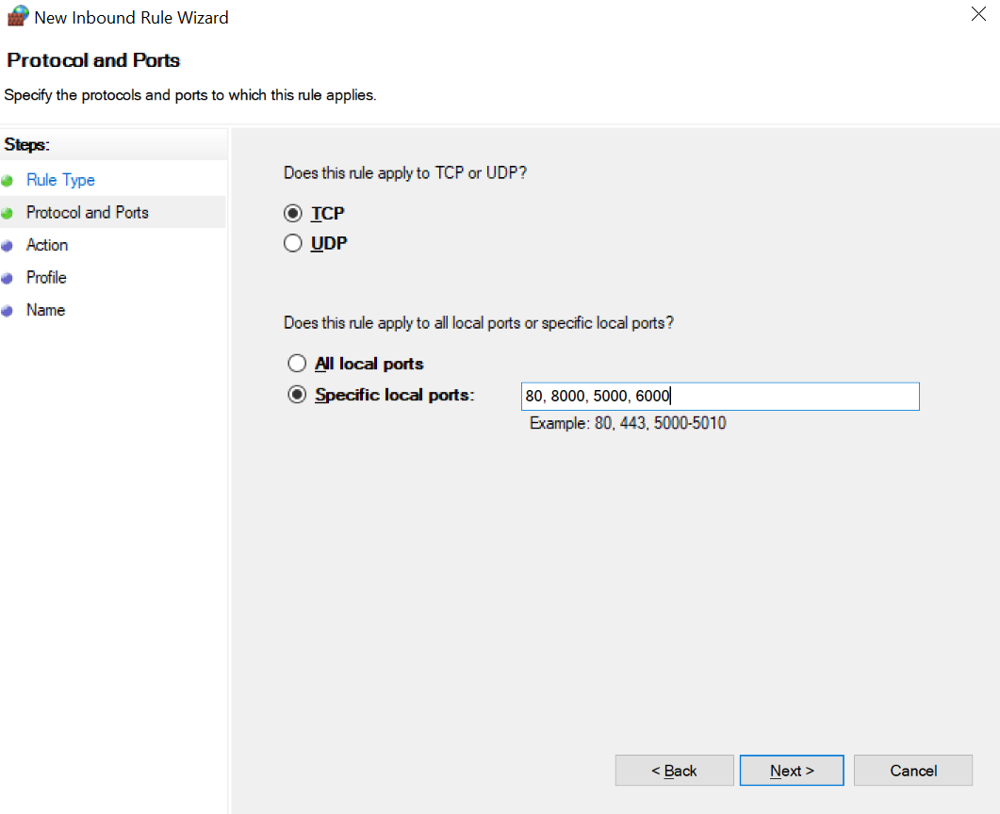 New Inbound Rule Wizard
Protocol and Ports
Specify the protocols and ports to which this rule applies.
Steps:
Rule Type
Protocol and Ports
Action
Profile
Name
Does this rule apply to TCP or UDP?
TCP
UDP
Does this rule apply to all local ports or specific local ports?
All local ports
Specific local ports:
80, 8000, 5000, 6000
Example: 80, 443, 5000-5010
< Back
Next >
Cancel